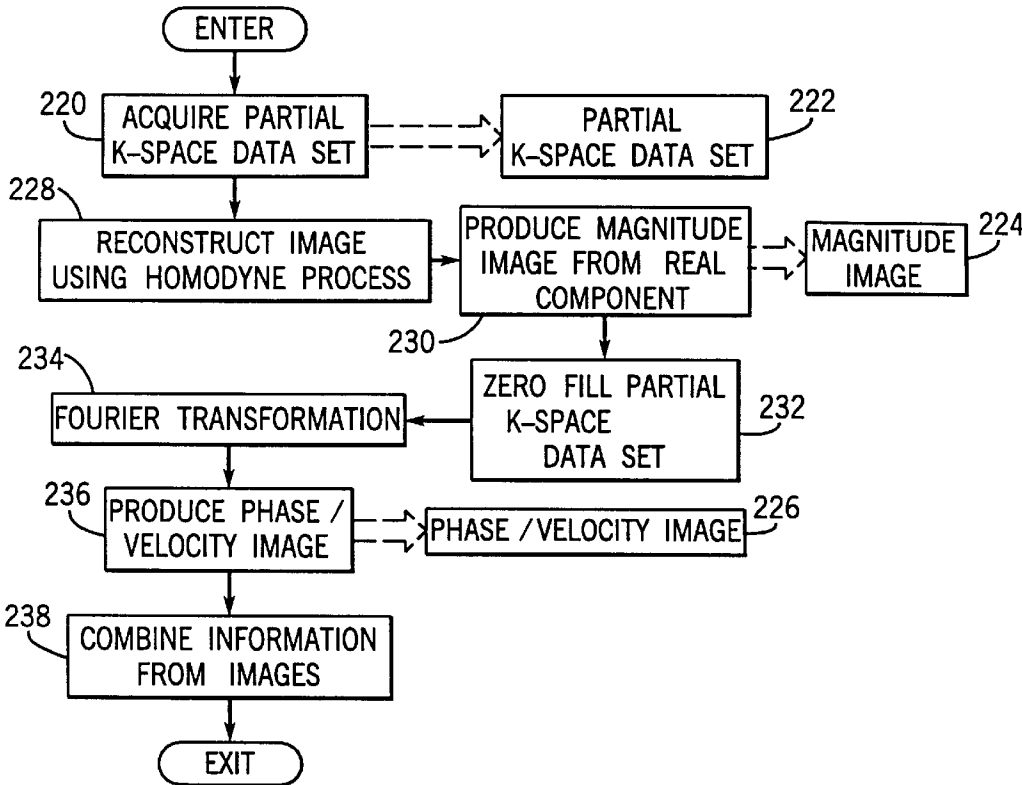 ENTER
220
ACQUIRE PARTIAL
K-SPACE DATA SET
PARTIAL
K-SPACE DATA SET
222
228
RECONSTRUCT IMAGE
USING HOMODYNE PROCESS
PRODUCE MAGNITUDE
IMAGE FROM REAL
COMPONENT
230
MAGNITUDE
IMAGE
224
234
FOURIER TRANSFORMATION
ZERO FILL PARTIAL
K-SPACE
DATA SET
232
236
PRODUCE PHASE /
VELOCITY IMAGE
PHASE / VELOCITY IMAGE
226
238
COMBINE INFORMATION
FROM IMAGES
EXIT